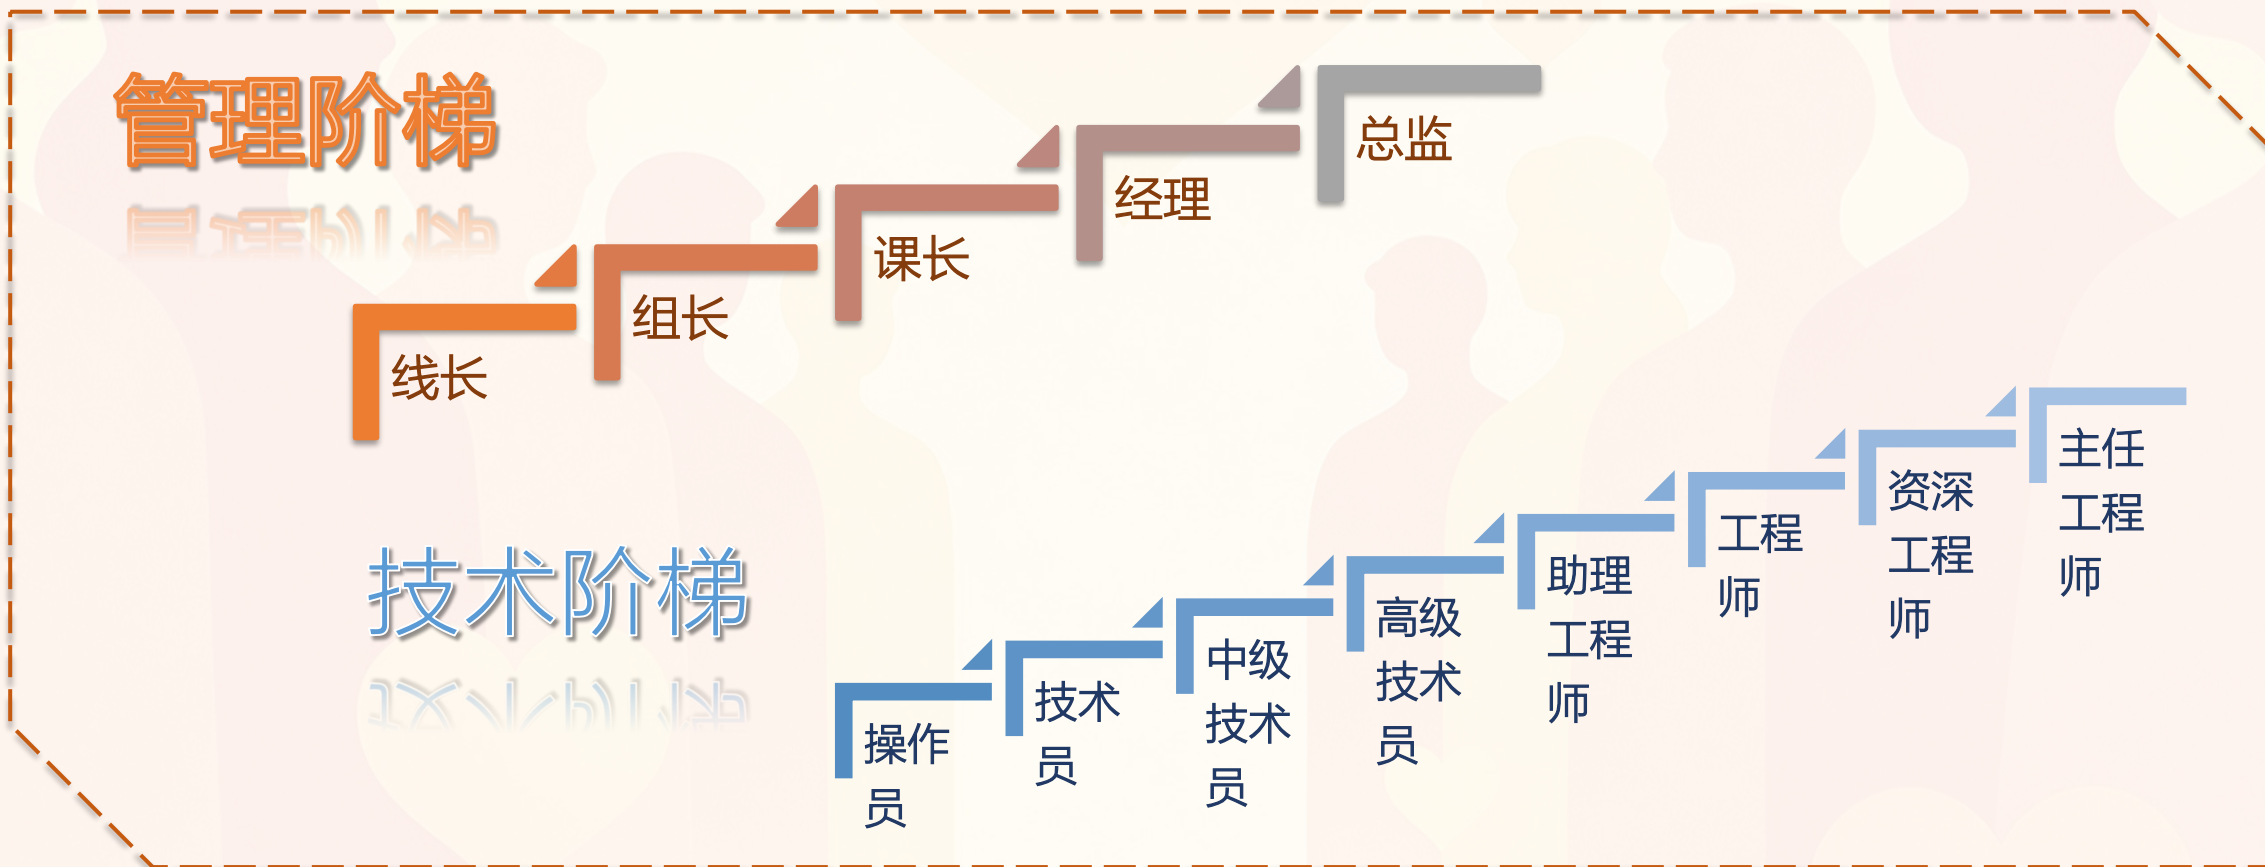 管理阶梯
线长
组长
课长
经理
总监
技术阶梯
操作
员
技术
员
中级
技术
员
高级
技术
员
助理
工程
师
工程
师
资深
工程
师
主任
工程
师